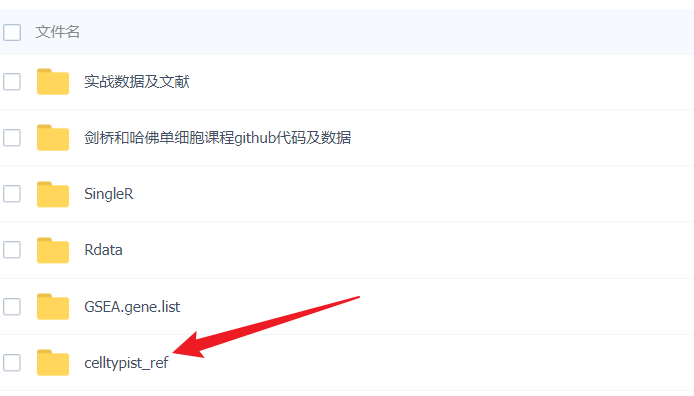 文件名
实战数据及文献
剑桥和哈佛单细胞课程github代码及数据
SingleR
Rdata
GSEA.gene.list
celltypist_ref